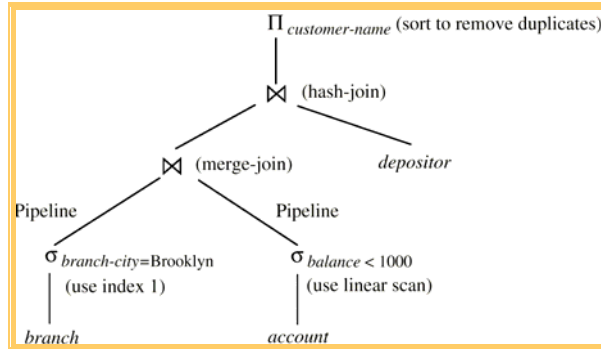 Π customer-name (sort to remove duplicates)
⋈ (hash-join)
⋈ (merge-join)
depositor
Pipeline
Pipeline
σ branch-city=Brooklyn
(use index 1)
σ balance < 1000
(use linear scan)
branch
account